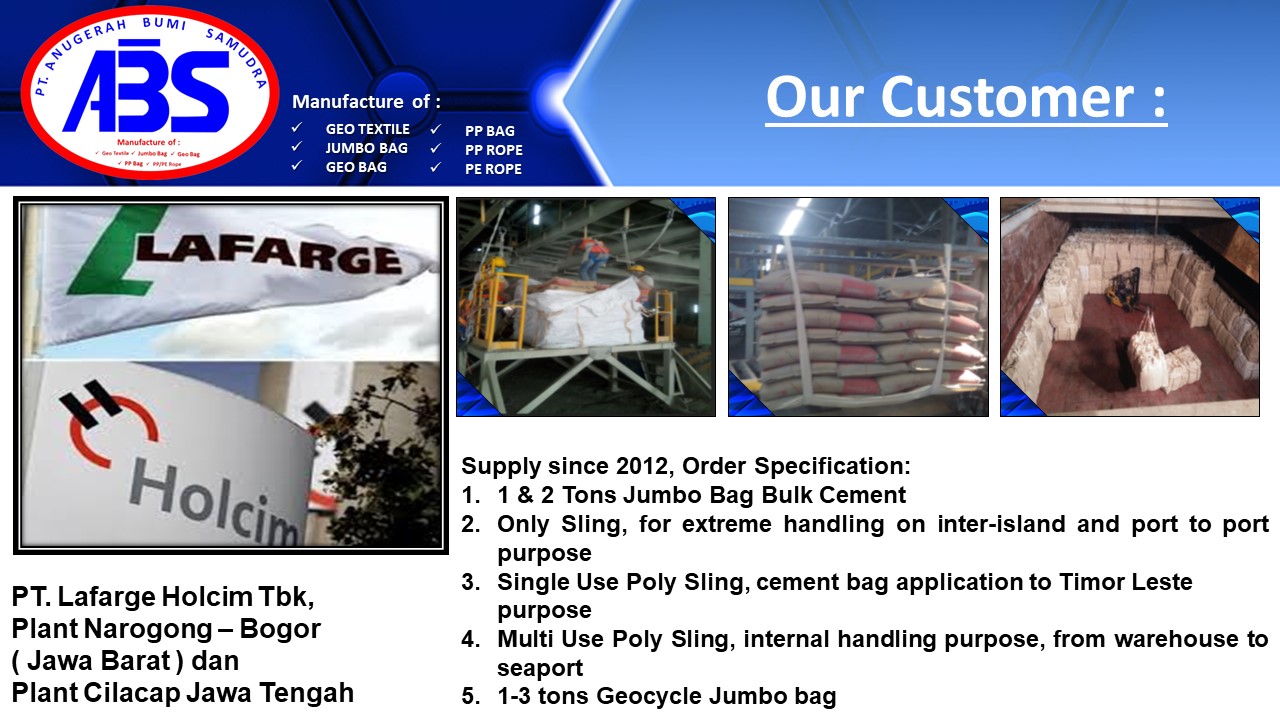 PT. ANUGERAH BUMI SAMUDRA
ABS
Manufacture of :
✓ Geo Textile ✓ Jumbo Bag ✓ Geo Bag
✓ PP Bag ✓ PP/PE Rope
Manufacture of :
✓ GEO TEXTILE ✓ PP BAG
✓ JUMBO BAG ✓ PP ROPE
✓ GEO BAG ✓ PE ROPE
Our Customer :
LAFARGE
Holcim
PT. Lafarge Holcim Tbk,
Plant Narogong – Bogor
( Jawa Barat ) dan
Plant Cilacap Jawa Tengah
Supply since 2012, Order Specification:
1. 1 & 2 Tons Jumbo Bag Bulk Cement
2. Only Sling, for extreme handling on inter-island and port to port
purpose
3. Single Use Poly Sling, cement bag application to Timor Leste
purpose
4. Multi Use Poly Sling, internal handling purpose, from warehouse to
seaport
5. 1-3 tons Geocycle Jumbo bag